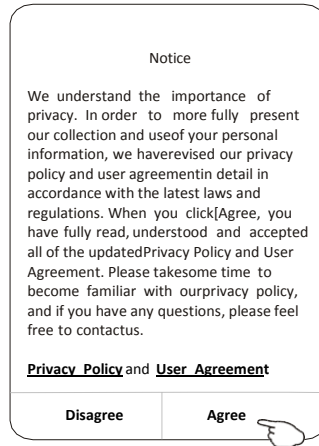 Notice
We understand the importance of
privacy. In order to more fully present
our collection and useof your personal
information, we haverevised our privacy
policy and user agreementin detail in
accordance with the latest laws and
regulations. When you click[Agree, you
have fully read, understood and accepted
all of the updatedPrivacy Policy and User
Agreement. Please takesome time to
become familiar with ourprivacy policy,
and if you have any questions, please feel
free to contactus.
Privacy Policy and User Agreement
Disagree Agree